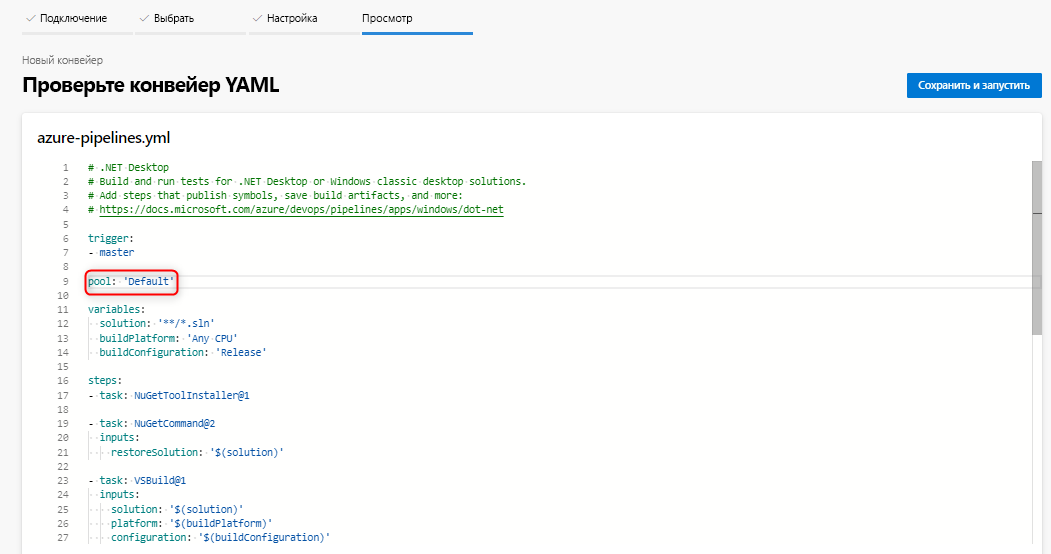 Подключение
Выбрать
Настройка
Просмотр
Новый конвейер
Проверьте конвейер YAML
Сохранить и запустить
azure-pipelines.yml
1 # .NET Desktop
2 # Build and run tests for .NET Desktop or Windows classic desktop solutions.
3 # Add steps that publish symbols, save build artifacts, and more:
4 # https://docs.microsoft.com/azure/devops/pipelines/apps/windows/dot-net
5
6 trigger:
7 - master
8
9 pool: 'Default'
10
11 variables:
12   solution: '**/*.sln'
13   buildPlatform: 'Any CPU'
14   buildConfiguration: 'Release'
15
16 steps:
17 - task: NuGetToolInstaller@1
18
19 - task: NuGetCommand@2
20   inputs:
21     restoreSolution: '$(solution)'
22
23 - task: VSBuild@1
24   inputs:
25     solution: '$(solution)'
26     platform: '$(buildPlatform)'
27     configuration: '$(buildConfiguration)'